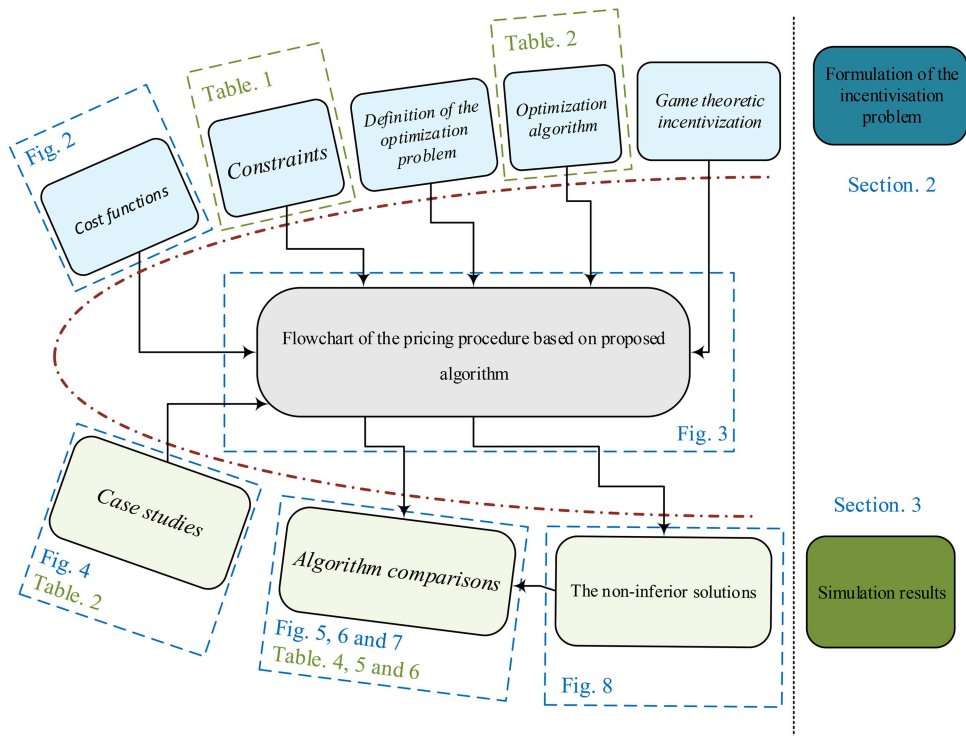 Fig. 2
Cost functions
Table. 1
Constraints
Definition of the
optimization
problem
Table. 2
Optimization
algorithm
Game theoretic
incentivization
Formulation of the
incentivisation
problem
Section. 2
Flowchart of the pricing procedure based on proposed
algorithm
Fig. 3
Case studies
Fig. 4
Table. 2
Algorithm comparisons
Fig. 5, 6 and 7
Table. 4, 5 and 6
The non-inferior solutions
Fig. 8
Section. 3
Simulation results